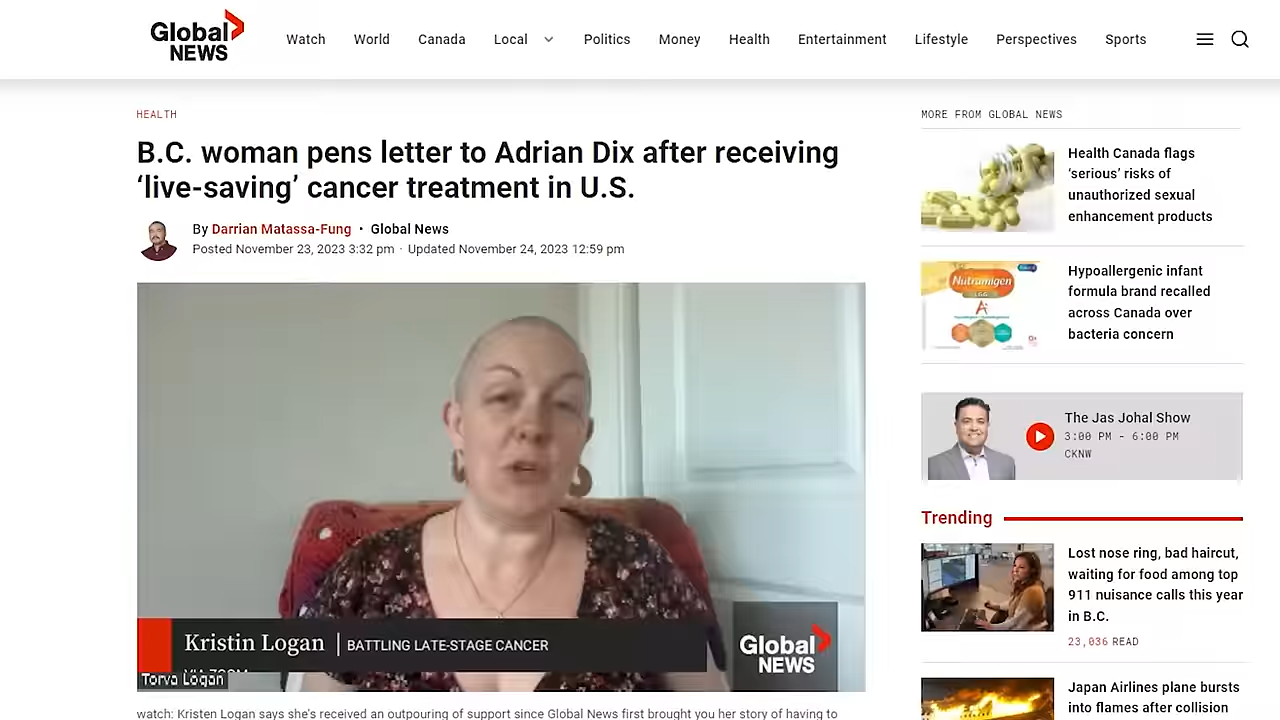 Global NEWS
Watch World Canada Local Politics Money Health Entertainment Lifestyle Perspectives Sports
HEALTH
B.C. woman pens letter to Adrian Dix after receiving
‘live-saving’ cancer treatment in U.S.
By Darrian Matassa-Fung • Global News
Posted November 23, 2023 3:32 pm · Updated November 24, 2023 12:59 pm
Kristin Logan | BATTLING LATE-STAGE CANCER
Global NEWS
Logan
watch: Kristen Logan says she's received an outpouring of support since Global News first brought you her story of having to
MORE FROM GLOBAL NEWS
Health Canada flags
‘serious’ risks of
unauthorized sexual
enhancement products
Nutramigen
A+
Hypoallergenic infant
formula brand recalled
across Canada over
bacteria concern
The Jas Johal Show
3:00 PM - 6:00 PM
CKNW
Trending
Lost nose ring, bad haircut,
waiting for food among top
911 nuisance calls this year
in B.C.
23,036 READ
Japan Airlines plane bursts
into flames after collision